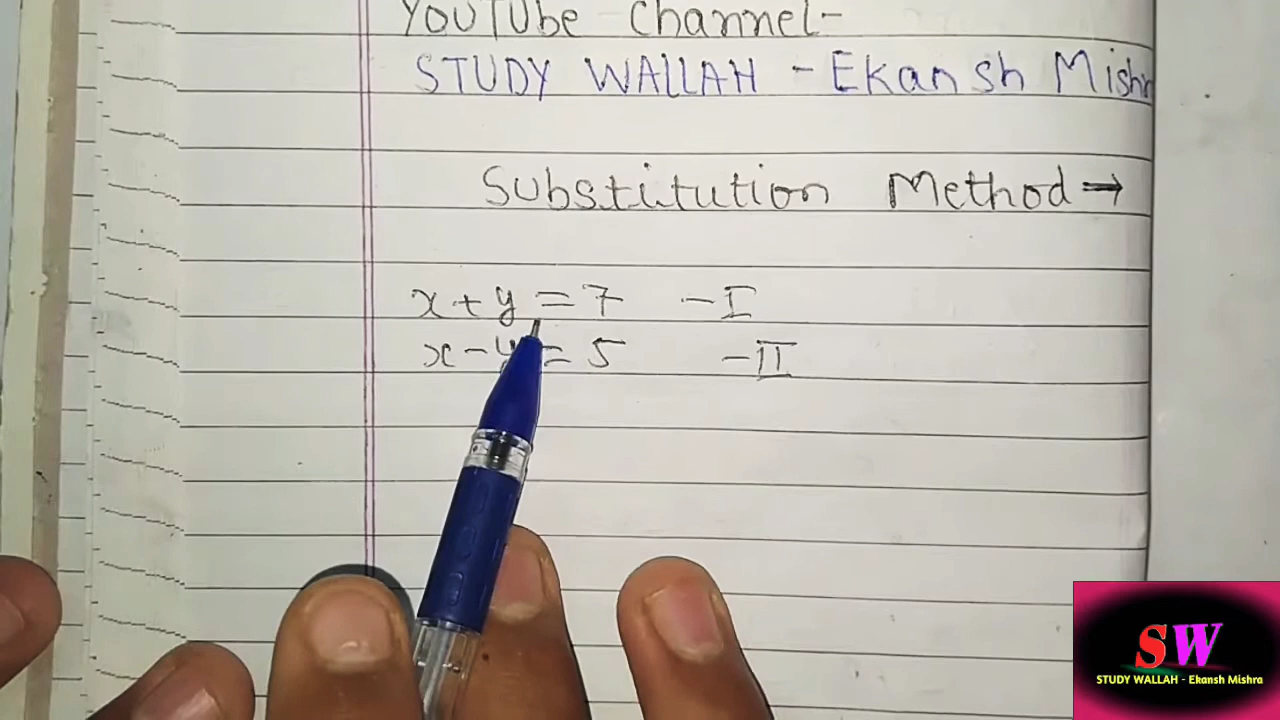 YOUTUbe Channel-
STUDY WALLAH - Ekansh Mishr
Substitution Method →
x+y=7 -I
x-y=5 -II
SW
STUDY WALLAH - Ekansh Mishra